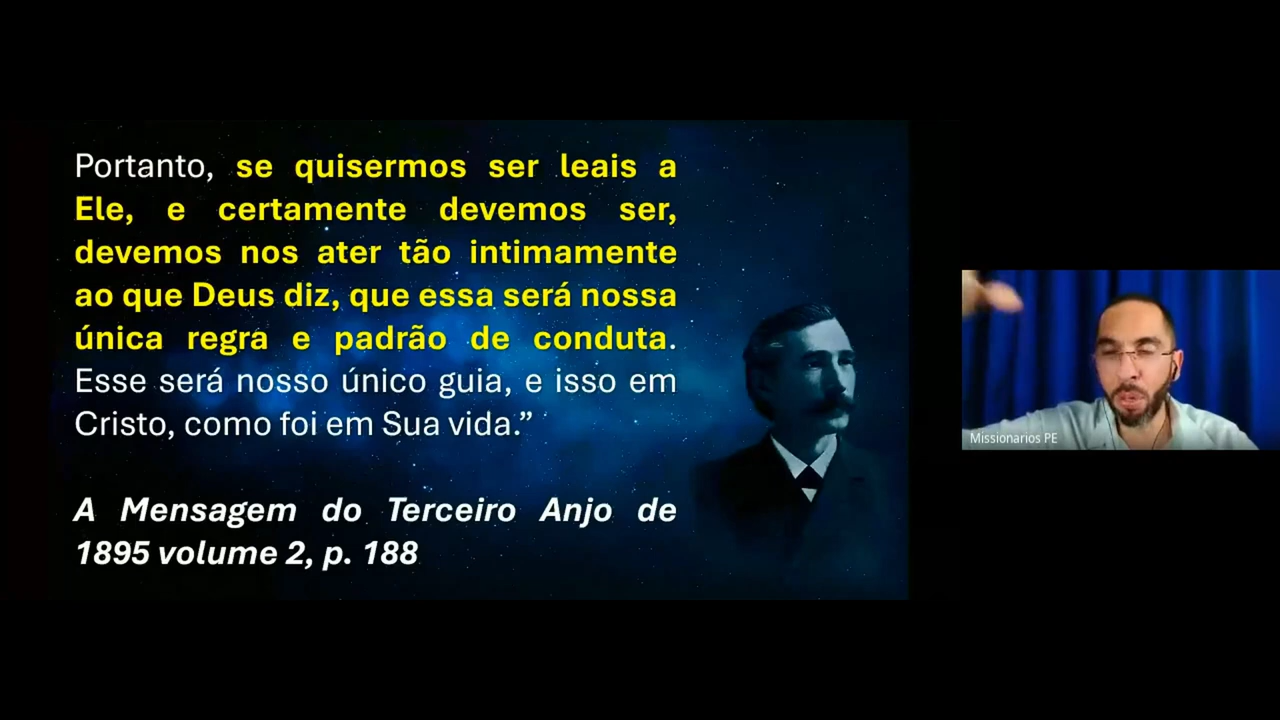 Portanto, se quisermos ser leais a
Ele, e certamente devemos ser,
devemos nos ater tão intimamente
ao que Deus diz, que essa será nossa
única regra e padrão de conduta.
Esse será nosso único guia, e isso em
Cristo, como foi em Sua vida.”
A Mensagem do Terceiro Anjo de
1895 volume 2, p. 188
Missionarios PE